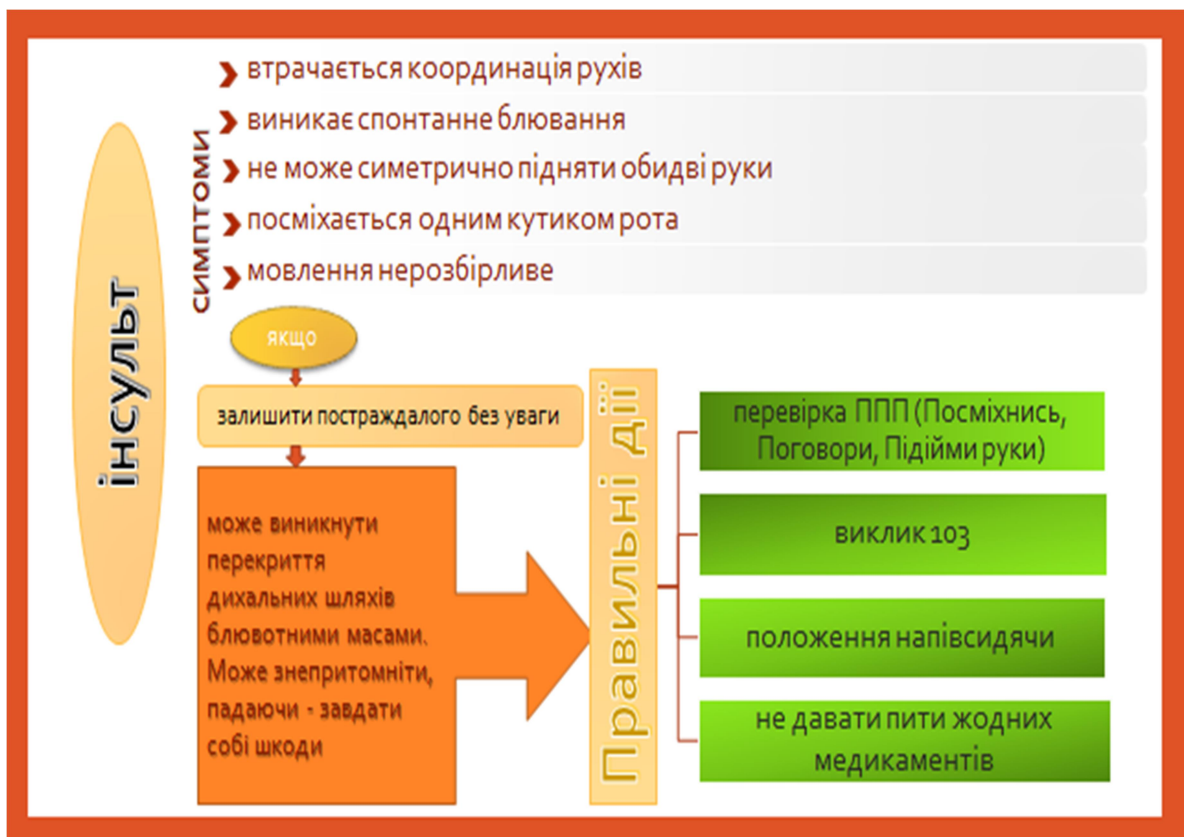 інсульт
симптоми
втрачається координація рухів
виникає спонтанне блювання
не може симетрично підняти обидві руки
посміхається одним кутиком рота
мовлення нерозбірливе
якщо
залишити постраждалого без уваги
може виникнути
перекриття
дихальних шляхів
блювотними масами.
Може знепритомніти,
падаючи - завдати
собі шкоди
Правильні дії
перевірка ППП (Посміхнись,
Поговори, Підійми руки)
виклик 103
положення напівсидячи
не давати пити жодних
медикаментів